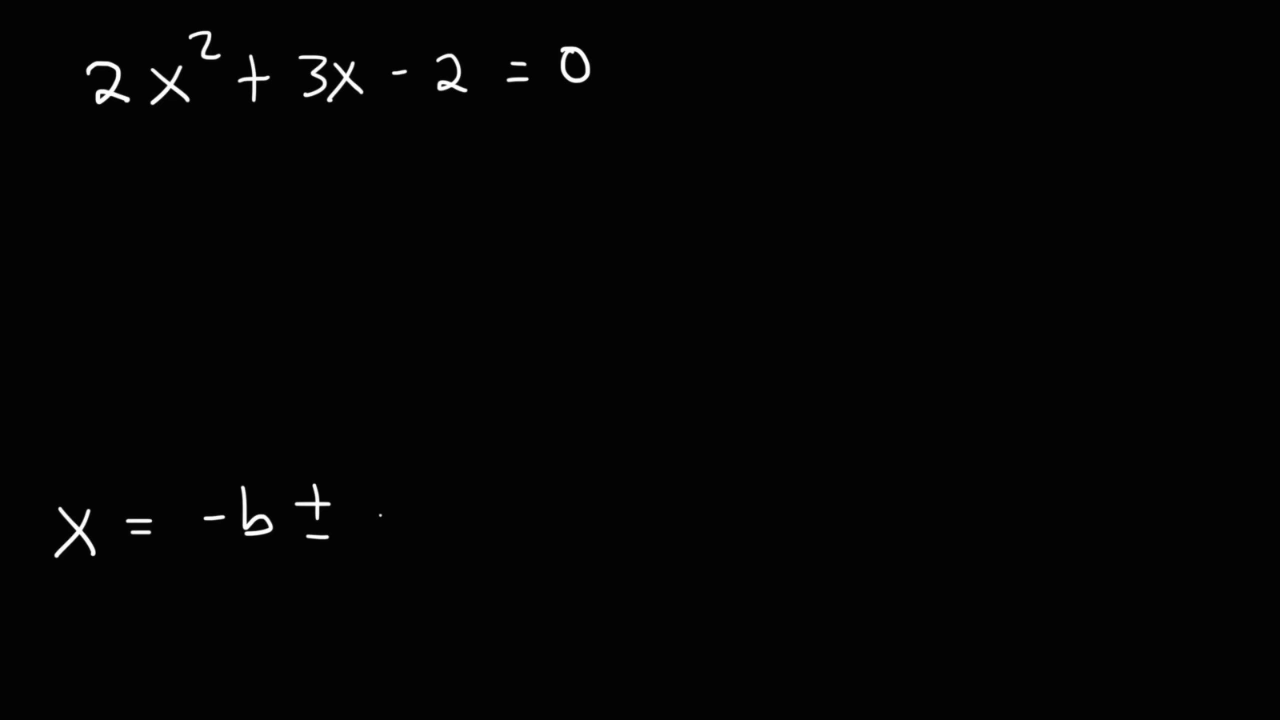 2x² + 3x - 2 = 0
x = -b ±